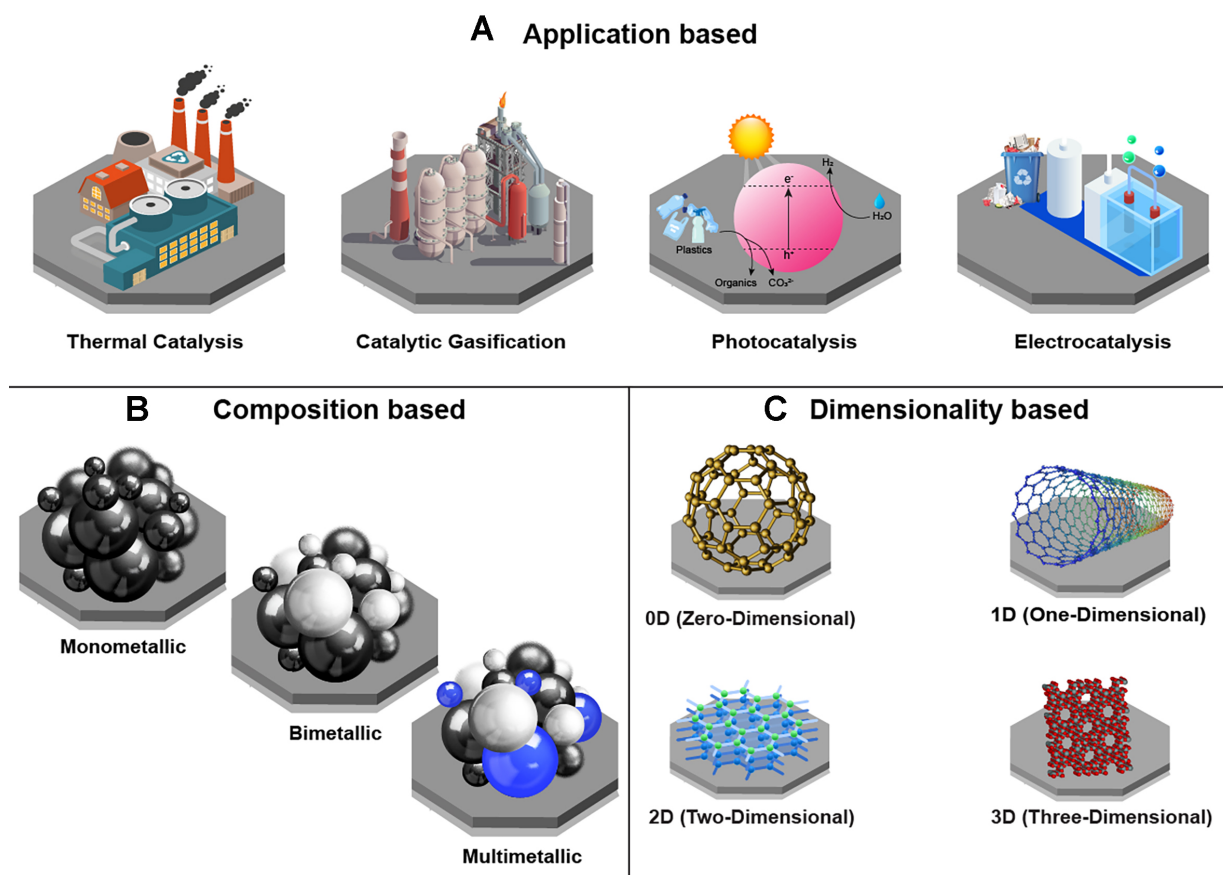 A Application based
H₂
e⁻
H₂O
Plastics
h⁺
Organics CO₃²⁻
Thermal Catalysis
Catalytic Gasification
Photocatalysis
Electrocatalysis
B Composition based
Monometallic
Bimetallic
Multimetallic
C Dimensionality based
0D (Zero-Dimensional)
1D (One-Dimensional)
2D (Two-Dimensional)
3D (Three-Dimensional)